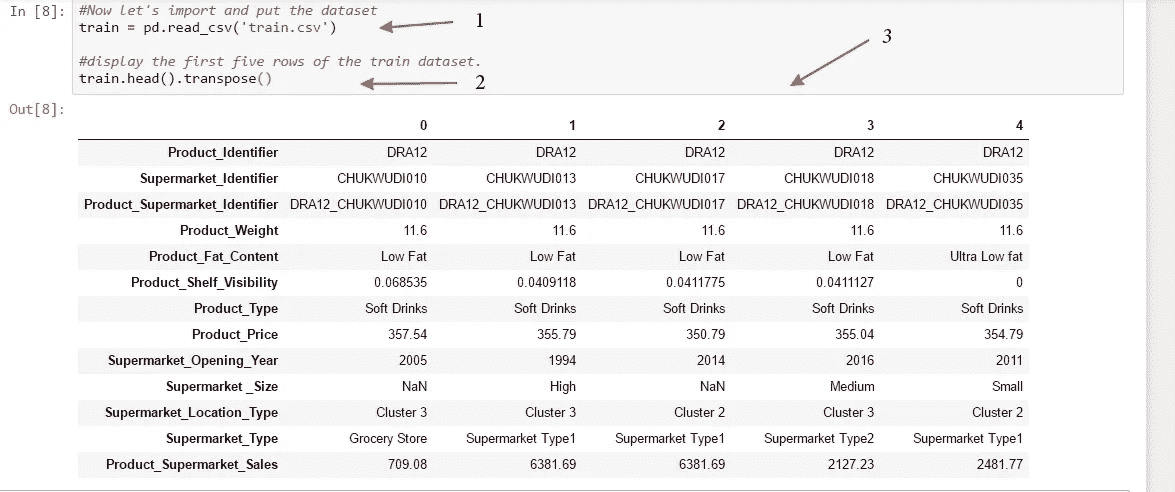 In [8]: #Now let's import and put the dataset
train = pd.read_csv('train.csv')
1
3
#display the first five rows of the train dataset.
train.head().transpose()
2
Out[8]:
0 1 2 3 4
Product_Identifier DRA12 DRA12 DRA12 DRA12 DRA12
Supermarket_Identifier CHUKWUDI010 CHUKWUDI013 CHUKWUDI017 CHUKWUDI018 CHUKWUDI035
Product_Supermarket_Identifier DRA12_CHUKWUDI010 DRA12_CHUKWUDI013 DRA12_CHUKWUDI017 DRA12_CHUKWUDI018 DRA12_CHUKWUDI035
Product_Weight 11.6 11.6 11.6 11.6 11.6
Product_Fat_Content Low Fat Low Fat Low Fat Low Fat Ultra Low fat
Product_Shelf_Visibility 0.068535 0.0409118 0.0411775 0.0411127 0
Product_Type Soft Drinks Soft Drinks Soft Drinks Soft Drinks Soft Drinks
Product_Price 357.54 355.79 350.79 355.04 354.79
Supermarket_Opening_Year 2005 1994 2014 2016 2011
Supermarket _Size NaN High NaN Medium Small
Supermarket_Location_Type Cluster 3 Cluster 3 Cluster 2 Cluster 3 Cluster 2
Supermarket_Type Grocery Store Supermarket Type1 Supermarket Type1 Supermarket Type2 Supermarket Type1
Product_Supermarket_Sales 709.08 6381.69 6381.69 2127.23 2481.77